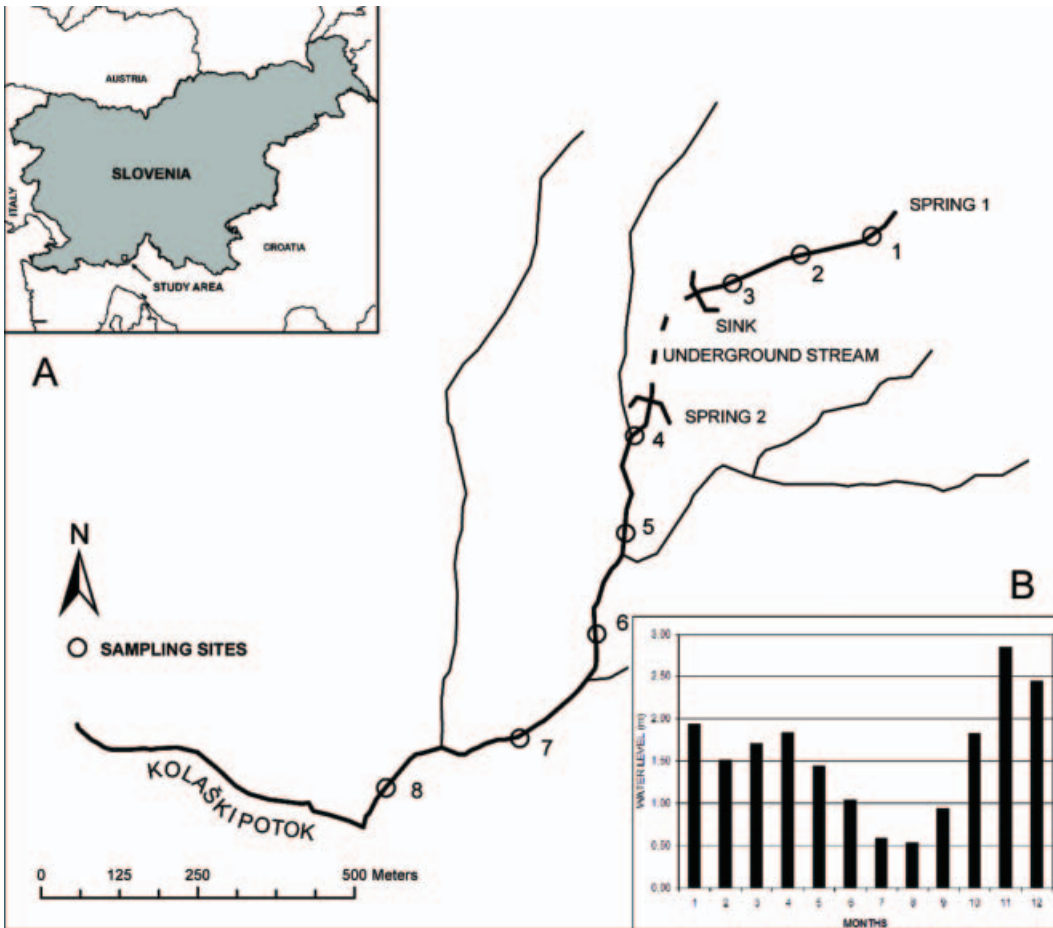 AUSTRIA
SLOVENIA
ITALY
CROATIA
STUDY AREA
A
SPRING 1
1
2
3
SINK
UNDERGROUND STREAM
SPRING 2
4
5
6
7
8
N
SAMPLING SITES
KOLAŠKI POTOK
0 125 250 500 Meters
B
3.00
2.50
2.00
1.50
1.00
0.50
0.00
WATER LEVEL (m)
1 2 3 4 5 6 7 8 9 10 11 12
MONTHS